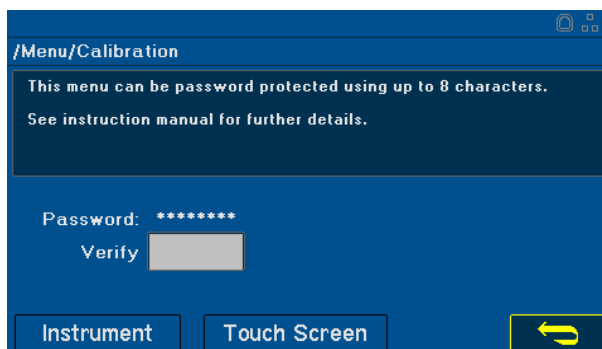 /Menu/Calibration
This menu can be password protected using up to 8 characters.
See instruction manual for further details.
Password: ********
Verify
Instrument
Touch Screen